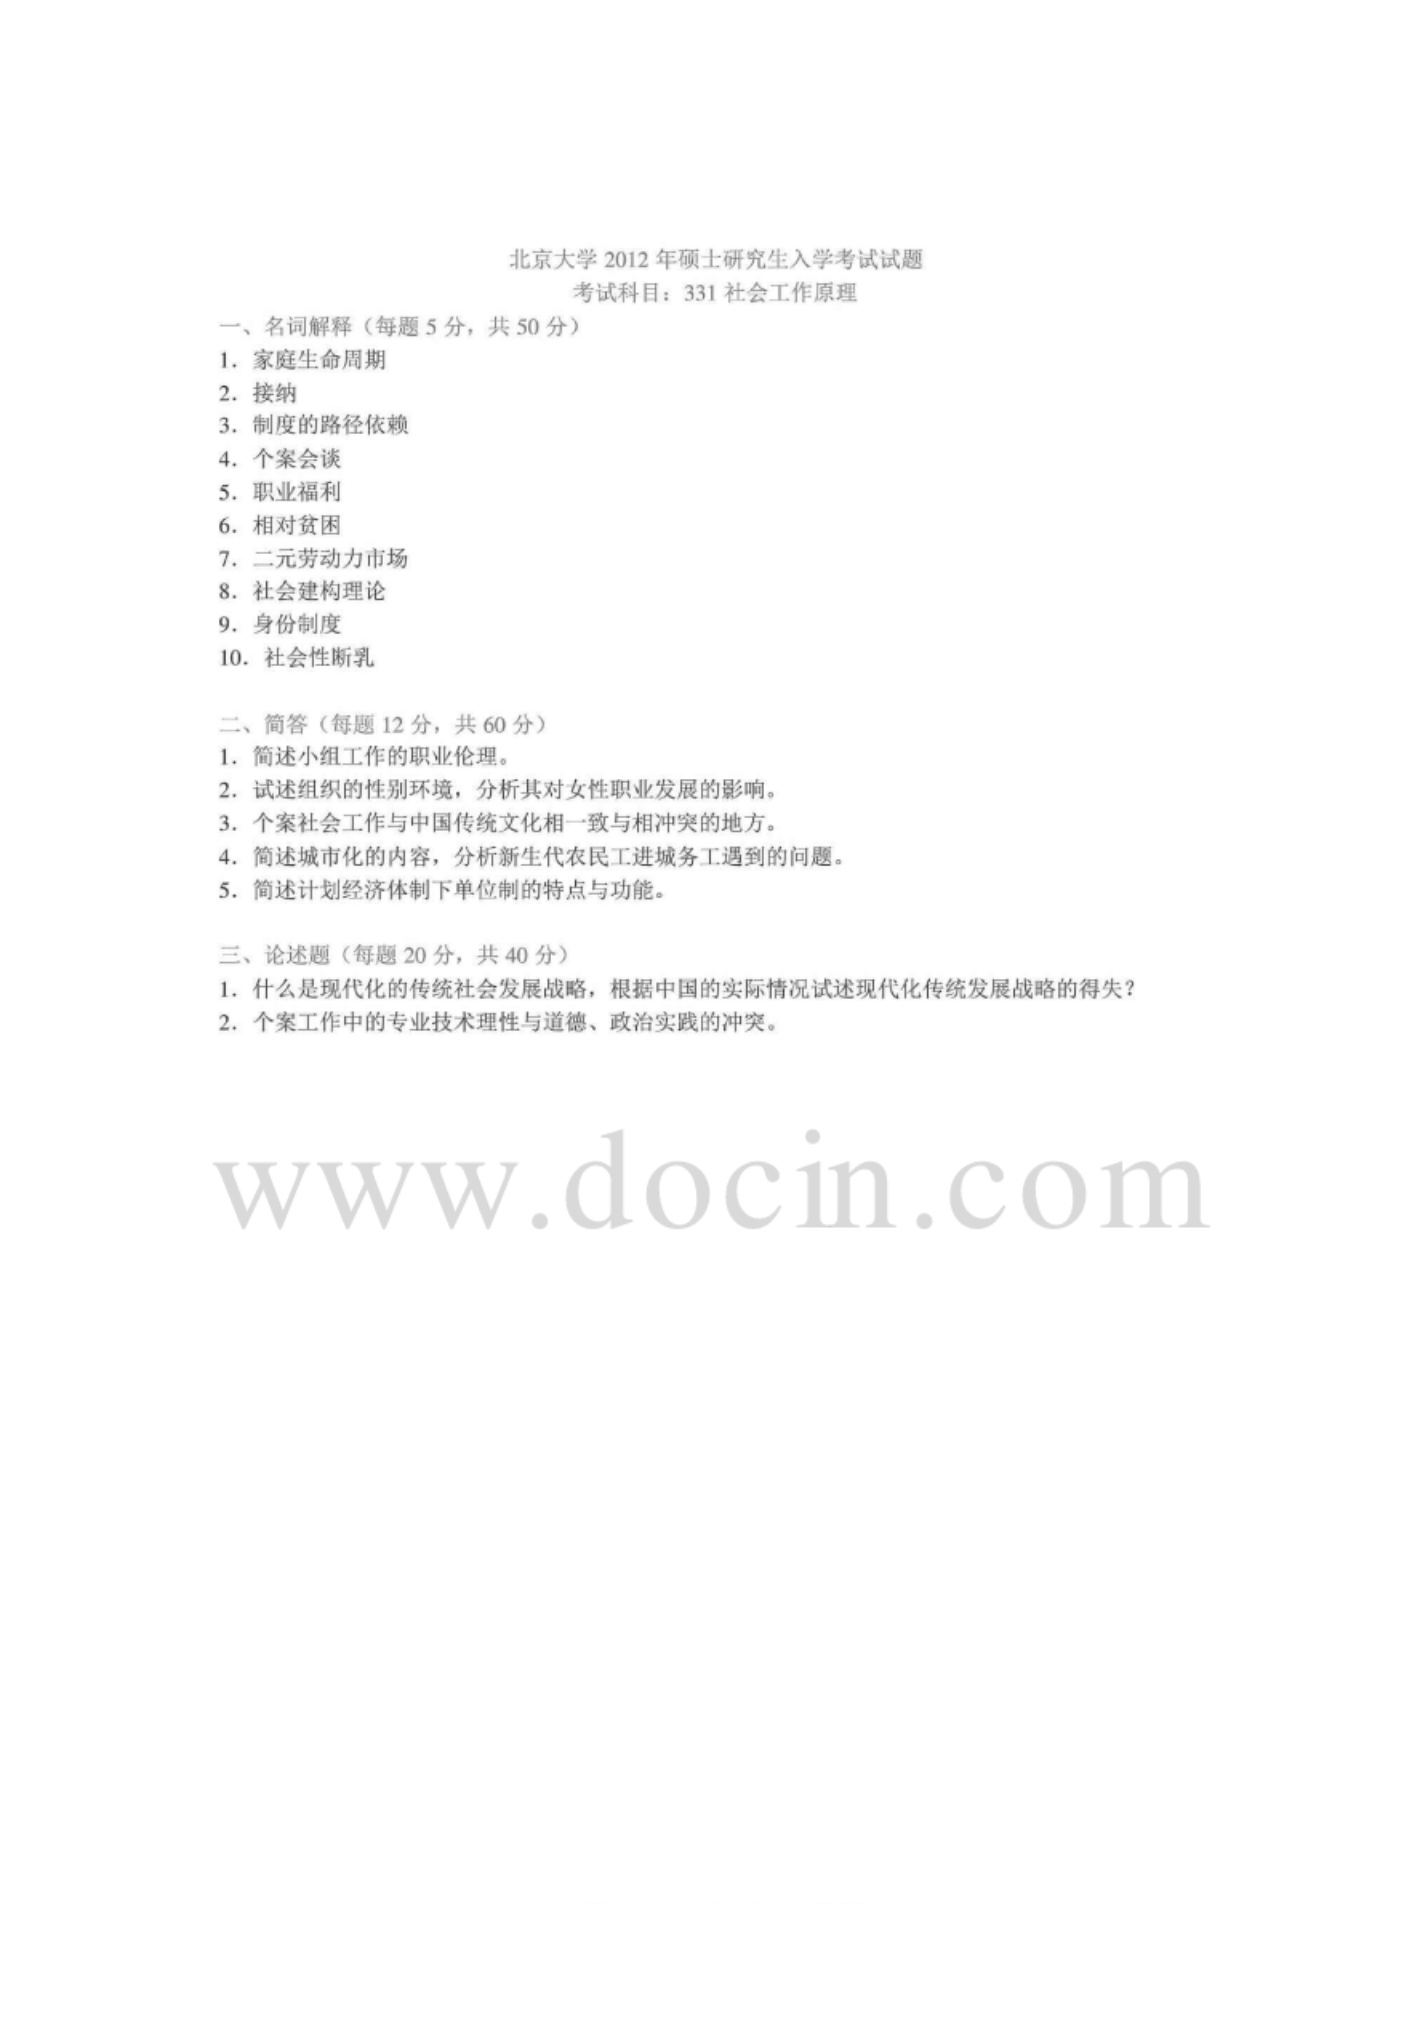 北京大学 2012 年硕士研究生入学考试试题
考试科目：331 社会工作原理
一、名词解释（每题 5 分，共 50 分）
1．家庭生命周期
2．接纳
3．制度的路径依赖
4．个案会谈
5．职业福利
6．相对贫困
7．二元劳动力市场
8．社会建构理论
9．身份制度
10．社会性断乳
二、简答（每题 12 分，共 60 分）
1．简述小组工作的职业伦理。
2．试述组织的性别环境，分析其对女性职业发展的影响。
3．个案社会工作与中国传统文化相一致与相冲突的地方。
4．简述城市化的内容，分析新生代农民工进城务工遇到的问题。
5．简述计划经济体制下单位制的特点与功能。
三、论述题（每题 20 分，共 40 分）
1．什么是现代化的传统社会发展战略，根据中国的实际情况试述现代化传统发展战略的得失？
2．个案工作中的专业技术理性与道德、政治实践的冲突。
www.docin.com